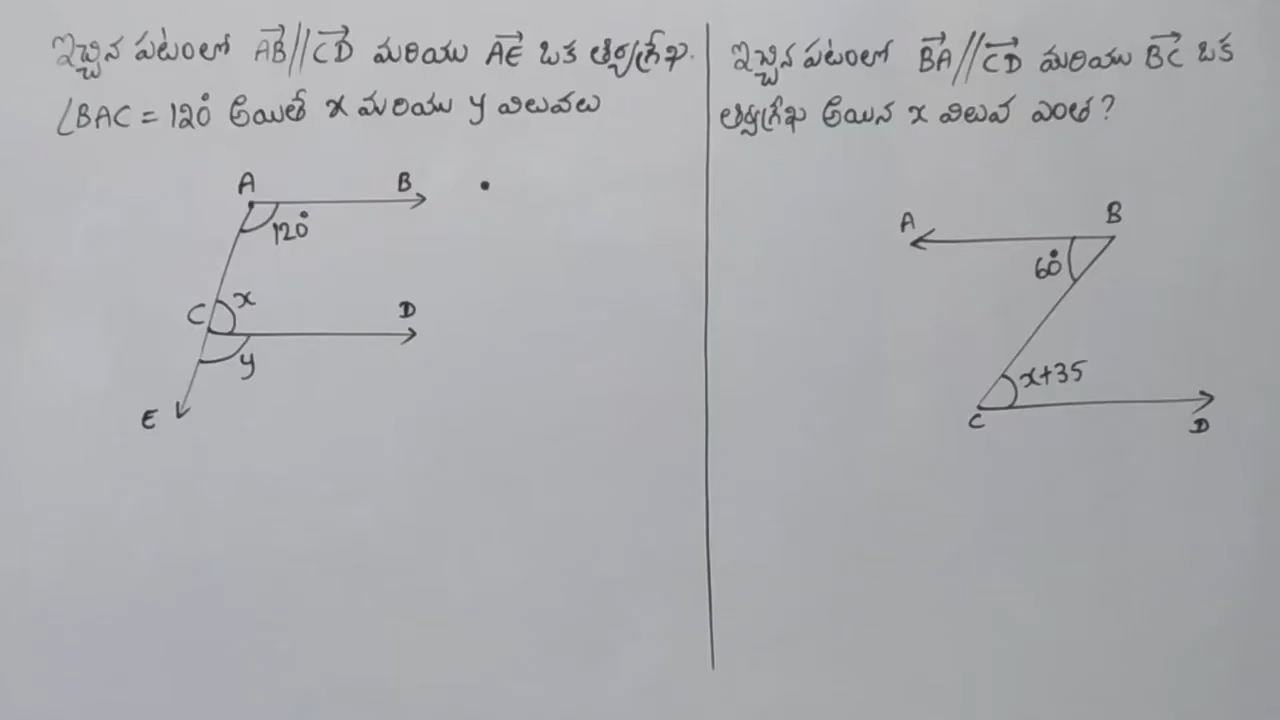 ఇచ్చిన పటంలో AB//CD మరియు AE ఒక తిర్యగ్రేఖ.
∠BAC = 120° అయితే x మరియు y విలువలు
A
B
120°
C
x
D
y
E
ఇచ్చిన పటంలో BA//CD మరియు BC ఒక
తిర్యగ్రేఖ అయిన x విలువ ఎంత?
A
B
60°
x+35
C
D